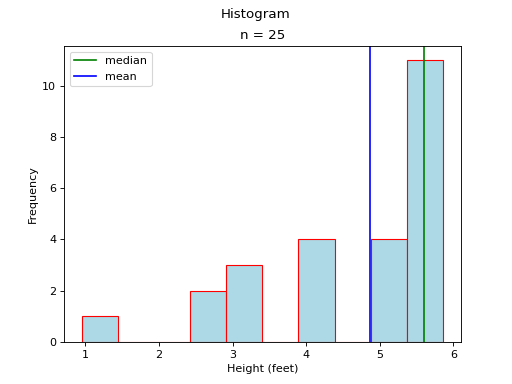 Histogram
n = 25
median
mean
Frequency
10
8
6
4
2
0
1 2 3 4 5 6
Height (feet)